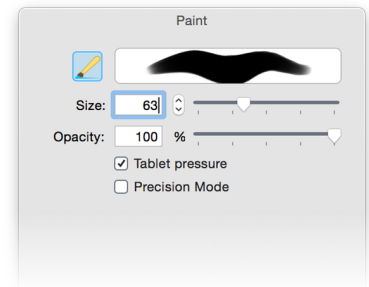 Paint
Size: 63
Opacity: 100 %
Tablet pressure
Precision Mode